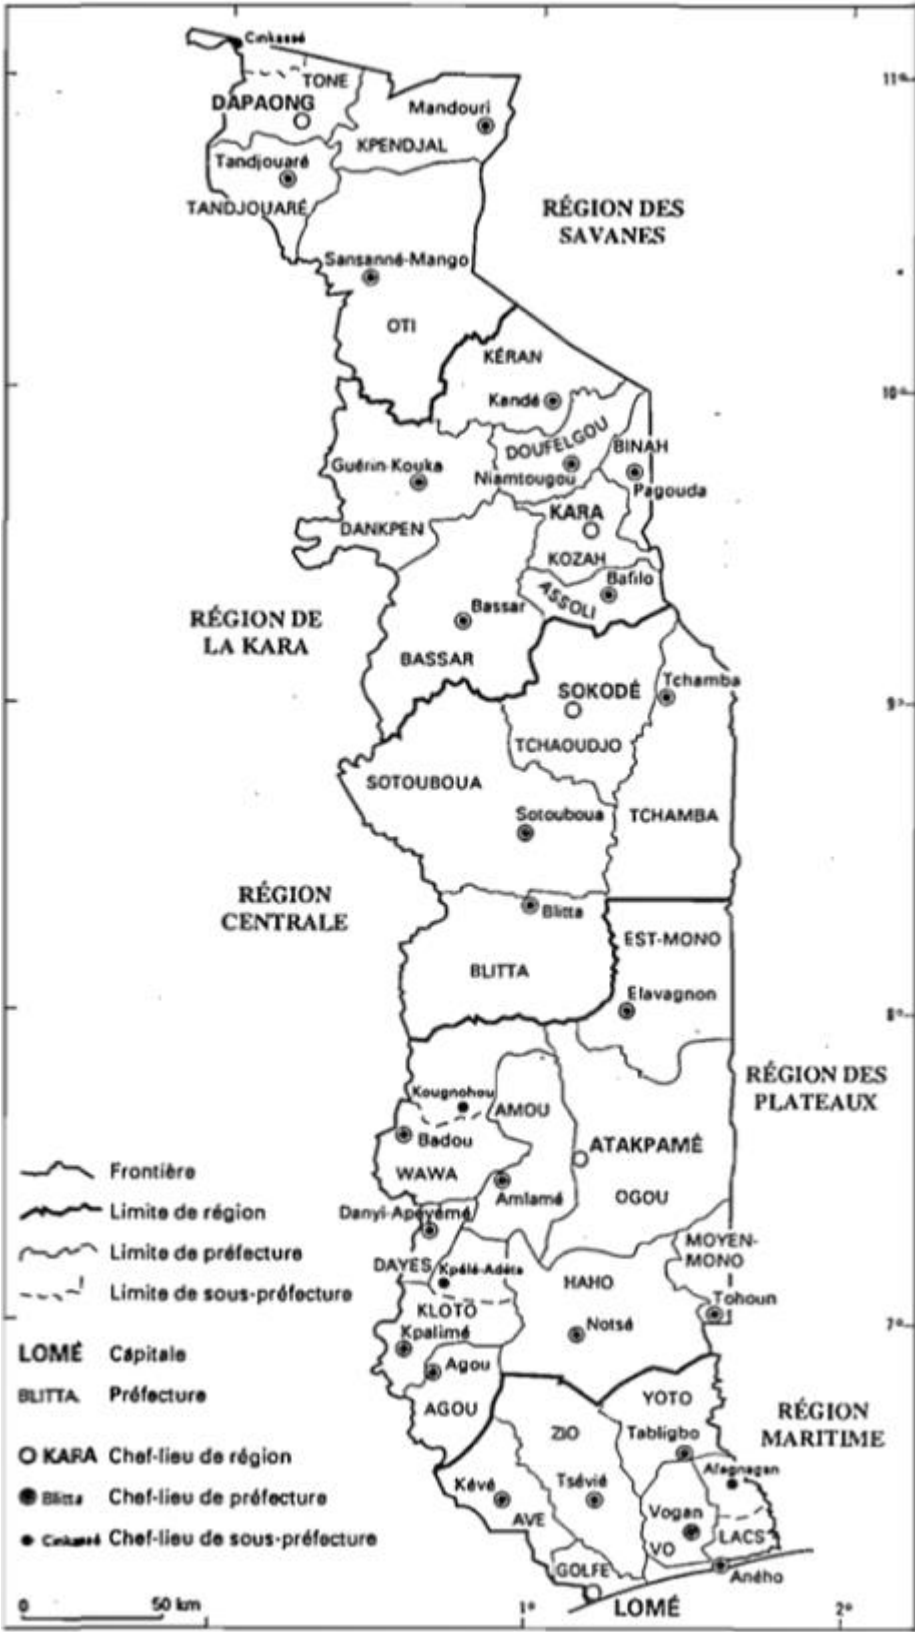 Cinkassé
TONE
11°
DAPAONG
Mandouri
KPENDJAL
Tandjouaré
TANDJOUARÉ
RÉGION DES
SAVANES
Sansanné-Mango
OTI
KÉRAN
10°
Kandé
DOUFELGOU
BINAH
Guérin-Kouka
Niamtougou
Pagouda
KARA
DANKPEN
KOZAH
Bafilo
ASSOLI
Bassar
RÉGION DE
LA KARA
BASSAR
Tchamba
SOKODÉ
9°
TCHAOUDJO
SOTOUBOUA
Sotouboua
TCHAMBA
RÉGION
CENTRALE
Blitta
EST-MONO
BLITTA
Elavagnon
8°
RÉGION DES
PLATEAUX
Kougnohou
AMOU
Badou
ATAKPAMÉ
WAWA
Amlamé
OGOU
Danyi-Apéyémé
MOYEN-
MONO
DAYES
Kpélé-Adéta
HAHO
Tohoun
KLOTO
Notsé
7°
Kpalimé
Agou
AGOU
YOTO
RÉGION
MARITIME
ZIO
Tabligbo
Afagnagan
Kévé
Tsévié
Vogan
AVE
VO
LACS
GOLFE
Aného
LOMÉ
Frontière
Limite de région
Limite de préfecture
Limite de sous-préfecture
LOMÉ Capitale
BLITTA Préfecture
KARA Chef-lieu de région
Blitta Chef-lieu de préfecture
Cinkassé Chef-lieu de sous-préfecture
0 50 km
1°
2°